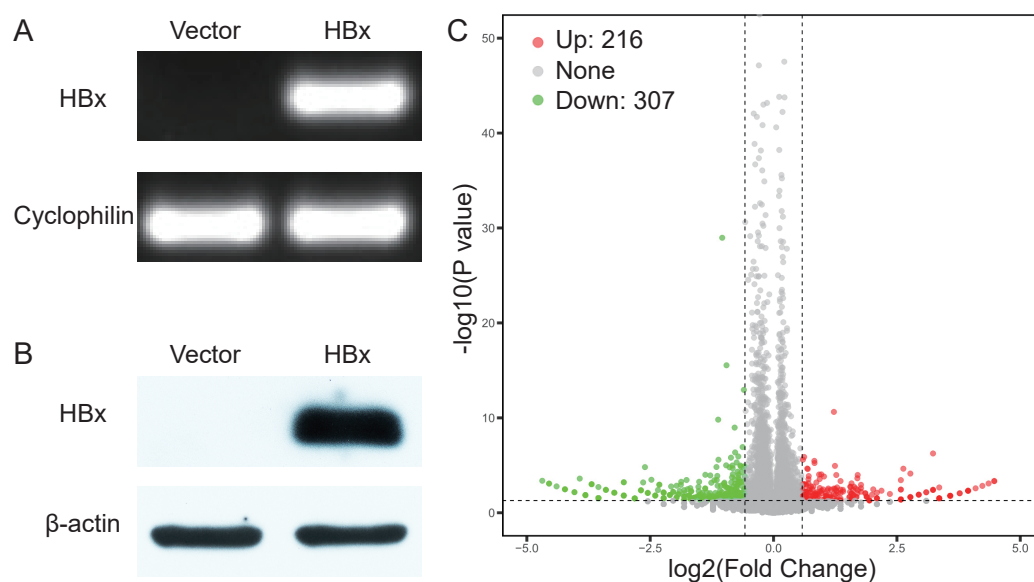 A
Vector
HBx
HBx
Cyclophilin
B
Vector
HBx
HBx
β-actin
C
Up: 216
None
Down: 307
-log10(P value)
50
40
30
20
10
0
-5.0
-2.5
0.0
2.5
5.0
log2(Fold Change)